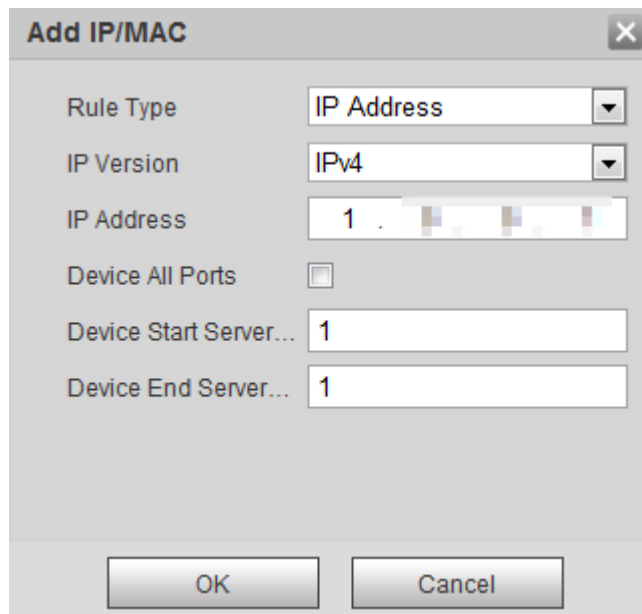 Add IP/MAC
Rule Type IP Address
IP Version IPv4
IP Address 1 .
Device All Ports
Device Start Server... 1
Device End Server... 1
OK Cancel